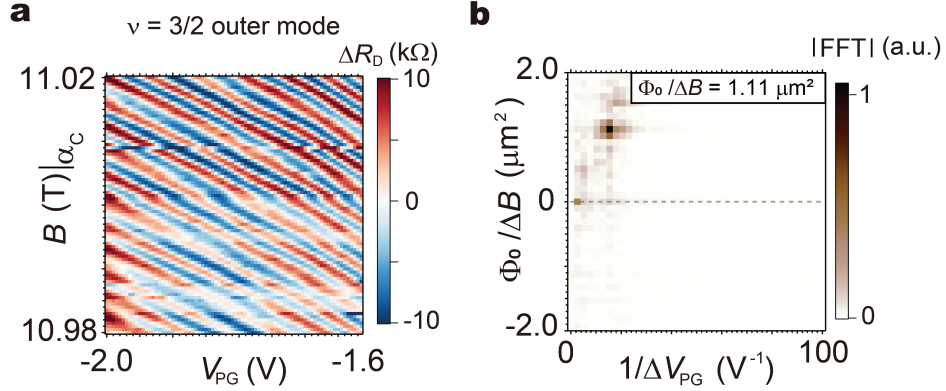 a
ν = 3/2 outer mode
ΔR_D (kΩ)
11.02
10
B (T)|α_C
0
10.98
-10
-2.0
-1.6
V_PG (V)
b
|FFT| (a.u.)
2.0
Φ₀ /ΔB = 1.11 μm²
1
Φ₀ /ΔB (μm²)
0
0
-2.0
0
100
1/ΔV_PG (V⁻¹)